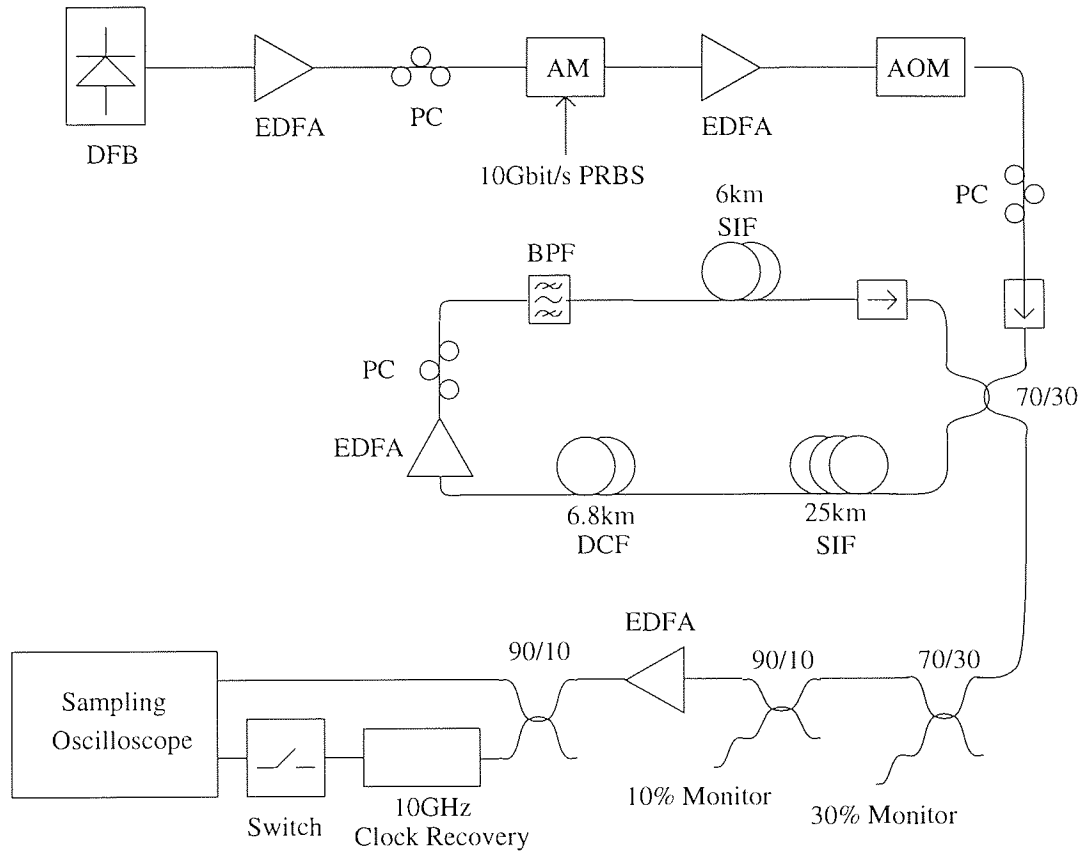 DFB
EDFA
PC
AM
10Gbit/s PRBS
EDFA
AOM
PC
6km
SIF
BPF
PC
70/30
EDFA
6.8km
DCF
25km
SIF
EDFA
90/10
90/10
70/30
Sampling
Oscilloscope
Switch
10GHz
Clock Recovery
10% Monitor
30% Monitor